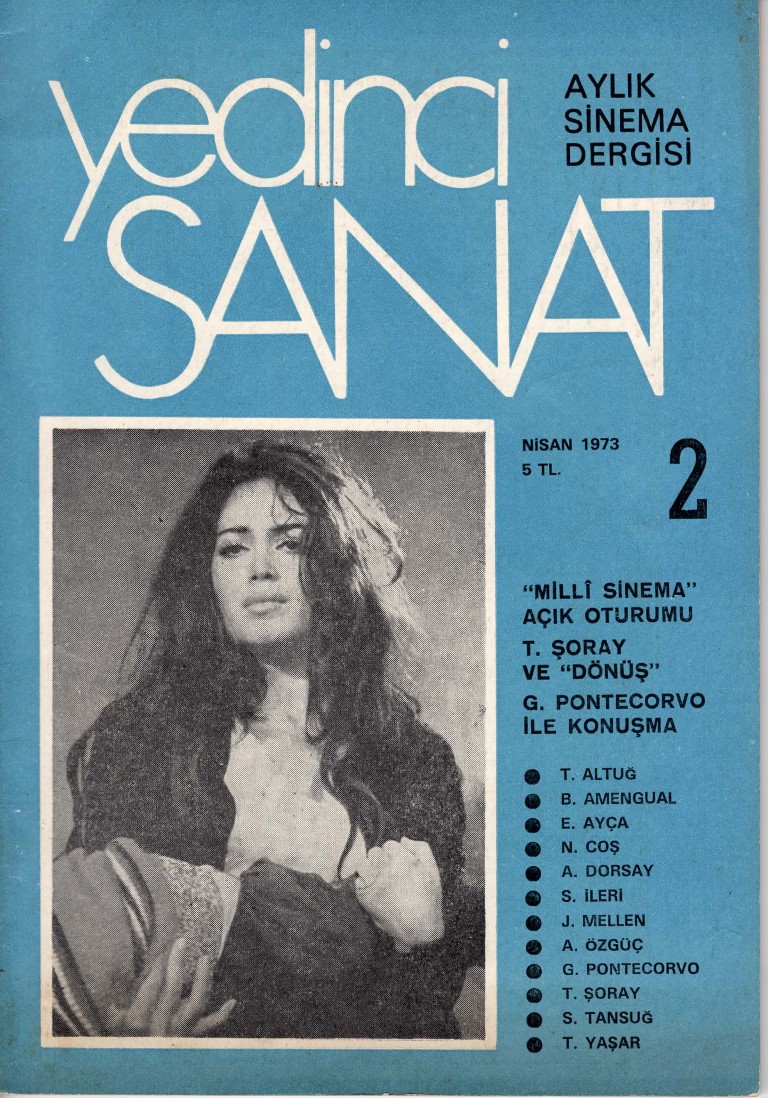 yedinci
SANAT
AYLIK
SİNEMA
DERGİSİ
NİSAN 1973
5 TL.
2
“MİLLÎ SİNEMA”
AÇIK OTURUMU
T. ŞORAY
VE “DÖNÜŞ”
G. PONTECORVO
İLE KONUŞMA
● T. ALTUĞ
● B. AMENGUAL
● E. AYÇA
● N. COŞ
● A. DORSAY
● S. İLERİ
● J. MELLEN
● A. ÖZGÜÇ
● G. PONTECORVO
● T. ŞORAY
● S. TANSUĞ
● T. YAŞAR